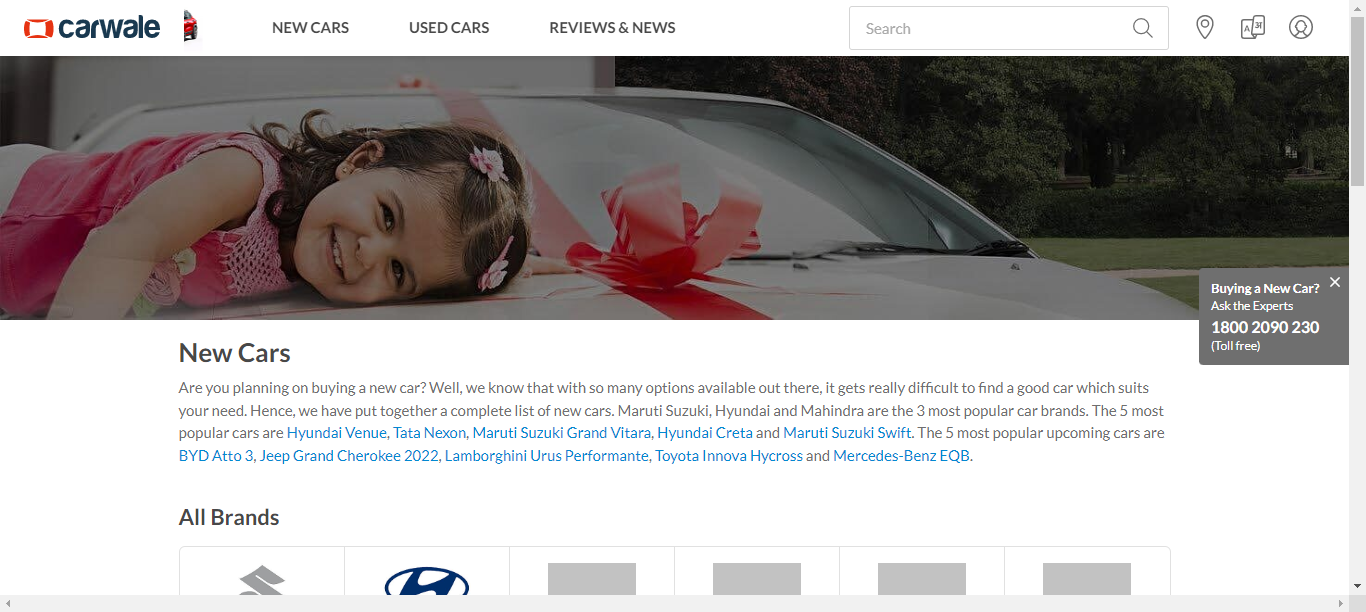 carwale
NEW CARS
USED CARS
REVIEWS & NEWS
Search
Buying a New Car?
Ask the Experts
1800 2090 230
(Toll free)
New Cars
Are you planning on buying a new car? Well, we know that with so many options available out there, it gets really difficult to find a good car which suits
your need. Hence, we have put together a complete list of new cars. Maruti Suzuki, Hyundai and Mahindra are the 3 most popular car brands. The 5 most
popular cars are Hyundai Venue, Tata Nexon, Maruti Suzuki Grand Vitara, Hyundai Creta and Maruti Suzuki Swift. The 5 most popular upcoming cars are
BYD Atto 3, Jeep Grand Cherokee 2022, Lamborghini Urus Performante, Toyota Innova Hycross and Mercedes-Benz EQB.
All Brands